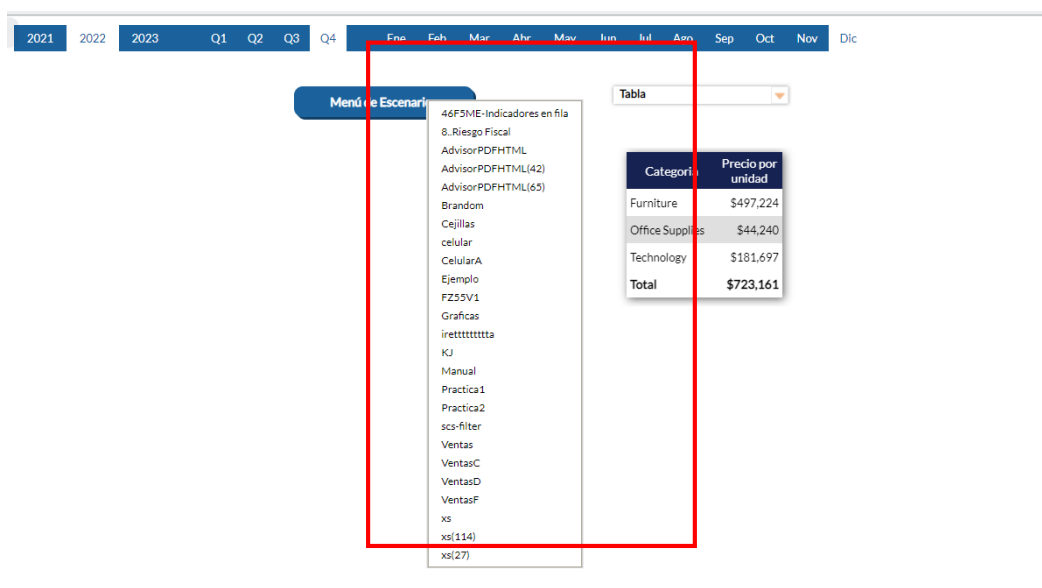 2021 2022 2023 Q1 Q2 Q3 Q4 Ene Feb Mar Abr May Jun Jul Ago Sep Oct Nov Dic
Menú de Escenarios
Tabla
46F5ME-Indicadores en fila
8..Riesgo Fiscal
AdvisorPDFHTML
AdvisorPDFHTML(42)
AdvisorPDFHTML(65)
Brandom
Cejillas
celular
CelularA
Ejemplo
FZ55V1
Graficas
iretttttttttta
KJ
Manual
Practica1
Practica2
scs-filter
Ventas
VentasC
VentasD
VentasF
xs
xs(114)
xs(27)
Categoria Precio por unidad
Furniture $497,224
Office Supplies $44,240
Technology $181,697
Total $723,161